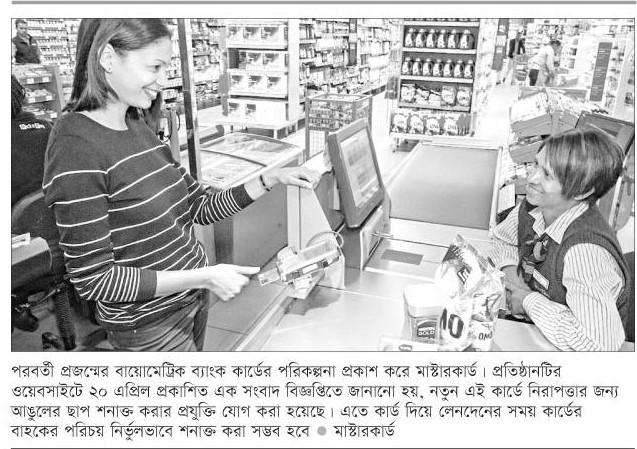 OMO
OM
পরবর্তী প্রজন্মের বায়োমেট্রিক ব্যাংক কার্ডের পরিকল্পনা প্রকাশ করে মাস্টারকার্ড। প্রতিষ্ঠানটির
ওয়েবসাইটে ২০ এপ্রিল প্রকাশিত এক সংবাদ বিজ্ঞপ্তিতে জানানো হয়, নতুন এই কার্ডে নিরাপত্তার জন্য
আঙুলের ছাপ শনাক্ত করার প্রযুক্তি যোগ করা হয়েছে। এতে কার্ড দিয়ে লেনদেনের সময় কার্ডের
বাহকের পরিচয় নির্ভুলভাবে শনাক্ত করা সম্ভব হবে ● মাস্টারকার্ড